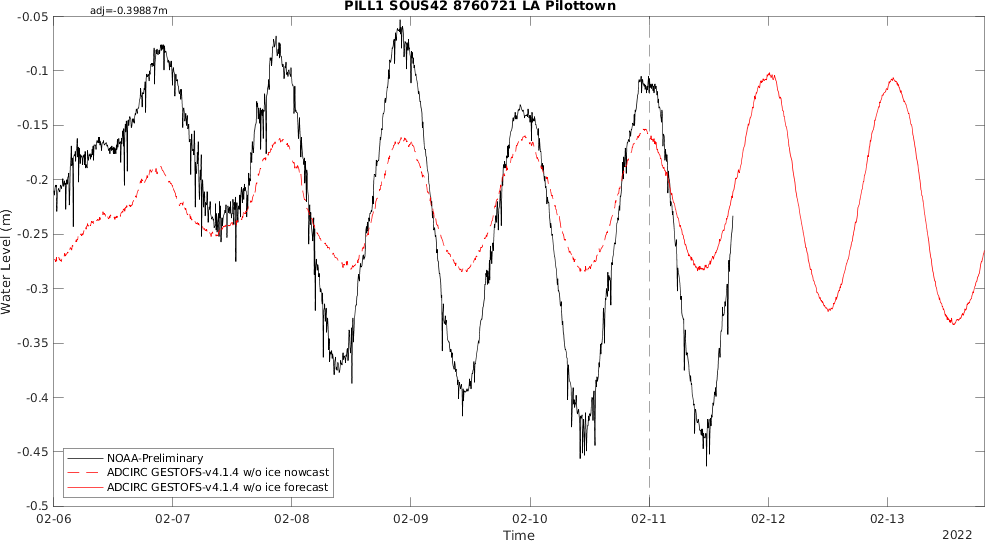 PILL1 SOUS42 8760721 LA Pilottown
adj=-0.39887m
-0.05
-0.1
-0.15
-0.2
-0.25
-0.3
-0.35
-0.4
-0.45
-0.5
Water Level (m)
NOAA-Preliminary
ADCIRC GESTOFS-v4.1.4 w/o ice nowcast
ADCIRC GESTOFS-v4.1.4 w/o ice forecast
02-06 02-07 02-08 02-09 02-10 02-11 02-12 02-13
Time
2022